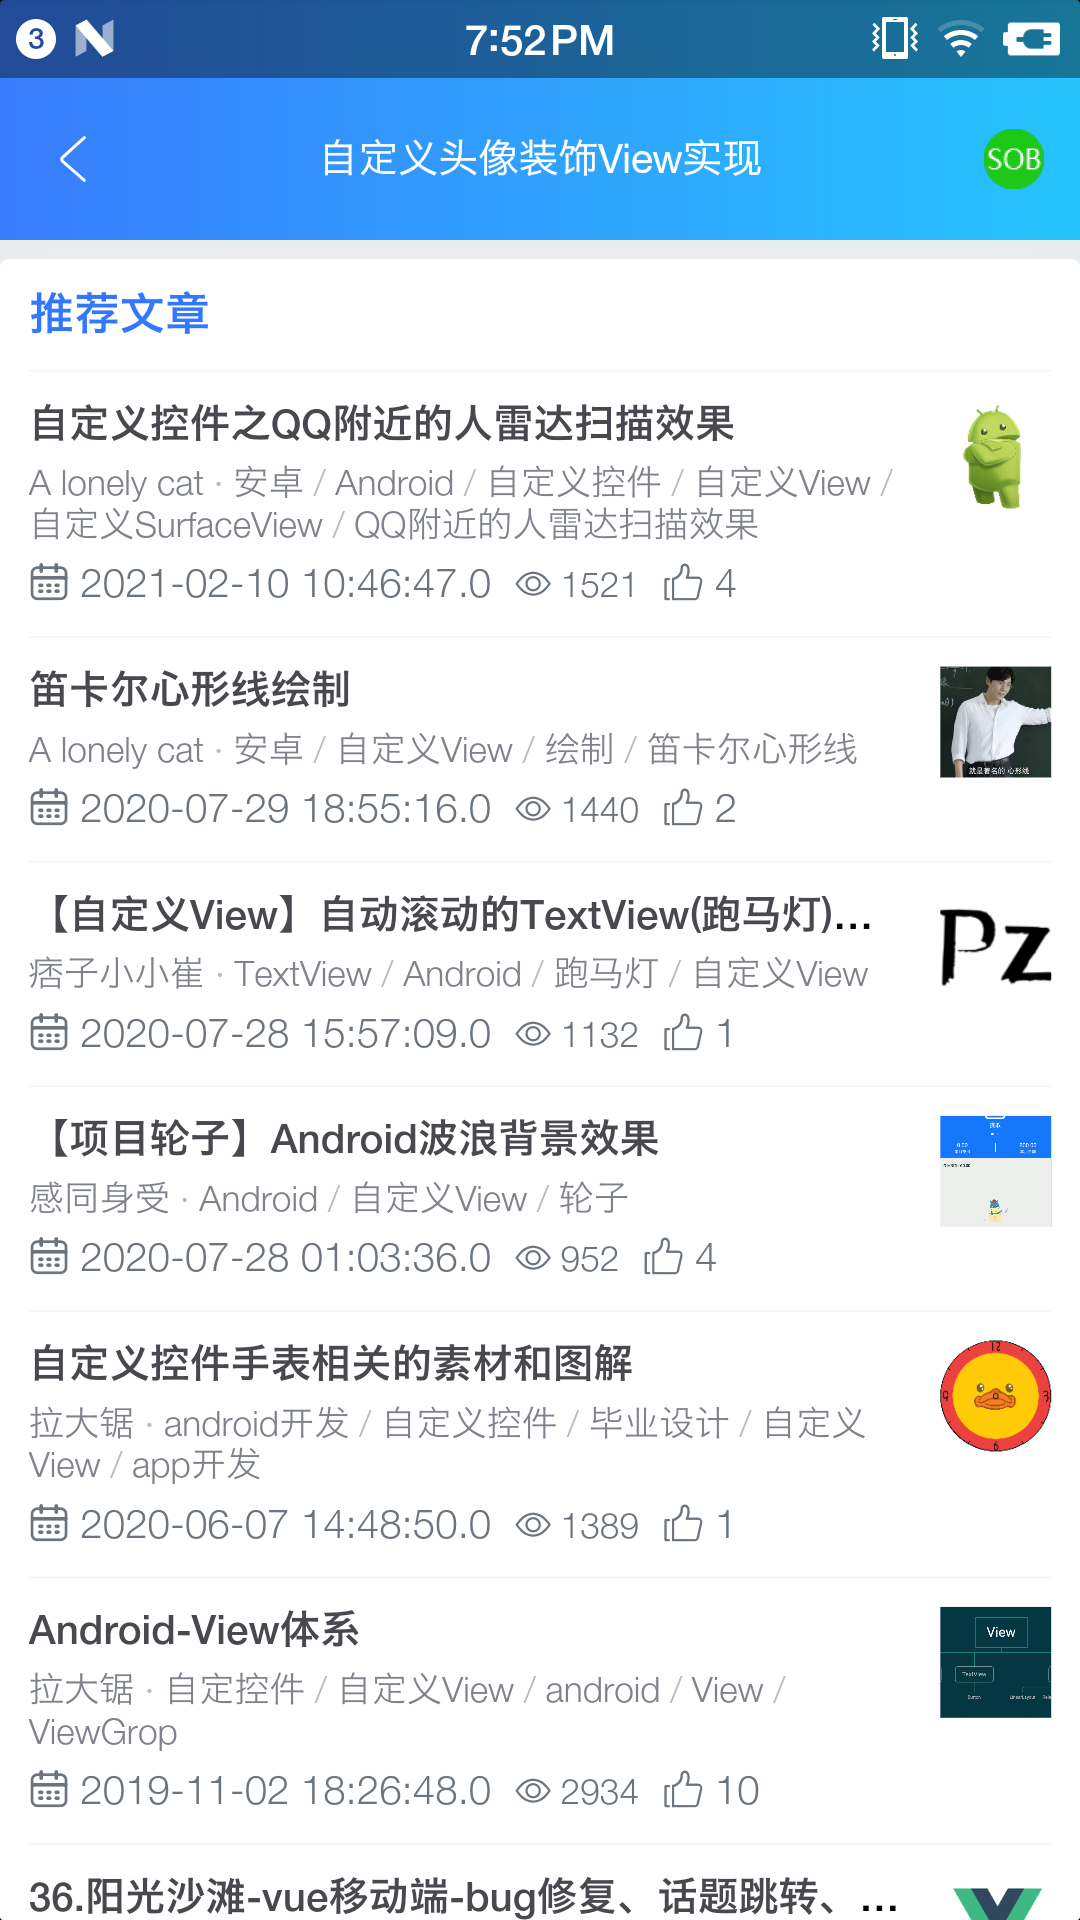 3
7:52PM
自定义头像装饰View实现
SOB
推荐文章
自定义控件之QQ附近的人雷达扫描效果
A lonely cat · 安卓 / Android / 自定义控件 / 自定义View /
自定义SurfaceView / QQ附近的人雷达扫描效果
2021-02-10 10:46:47.0 1521 4
笛卡尔心形线绘制
A lonely cat · 安卓 / 自定义View / 绘制 / 笛卡尔心形线
就是著名的 心形线
2020-07-29 18:55:16.0 1440 2
【自定义View】自动滚动的TextView(跑马灯)...
Pz
痞子小小崔 · TextView / Android / 跑马灯 / 自定义View
2020-07-28 15:57:09.0 1132 1
【项目轮子】Android波浪背景效果
感同身受 · Android / 自定义View / 轮子
2020-07-28 01:03:36.0 952 4
自定义控件手表相关的素材和图解
拉大锯 · android开发 / 自定义控件 / 毕业设计 / 自定义
View / app开发
2020-06-07 14:48:50.0 1389 1
Android-View体系
View
TextView
Button
拉大锯 · 自定控件 / 自定义View / android / View /
ViewGrop
2019-11-02 18:26:48.0 2934 10
36.阳光沙滩-vue移动端-bug修复、话题跳转、...